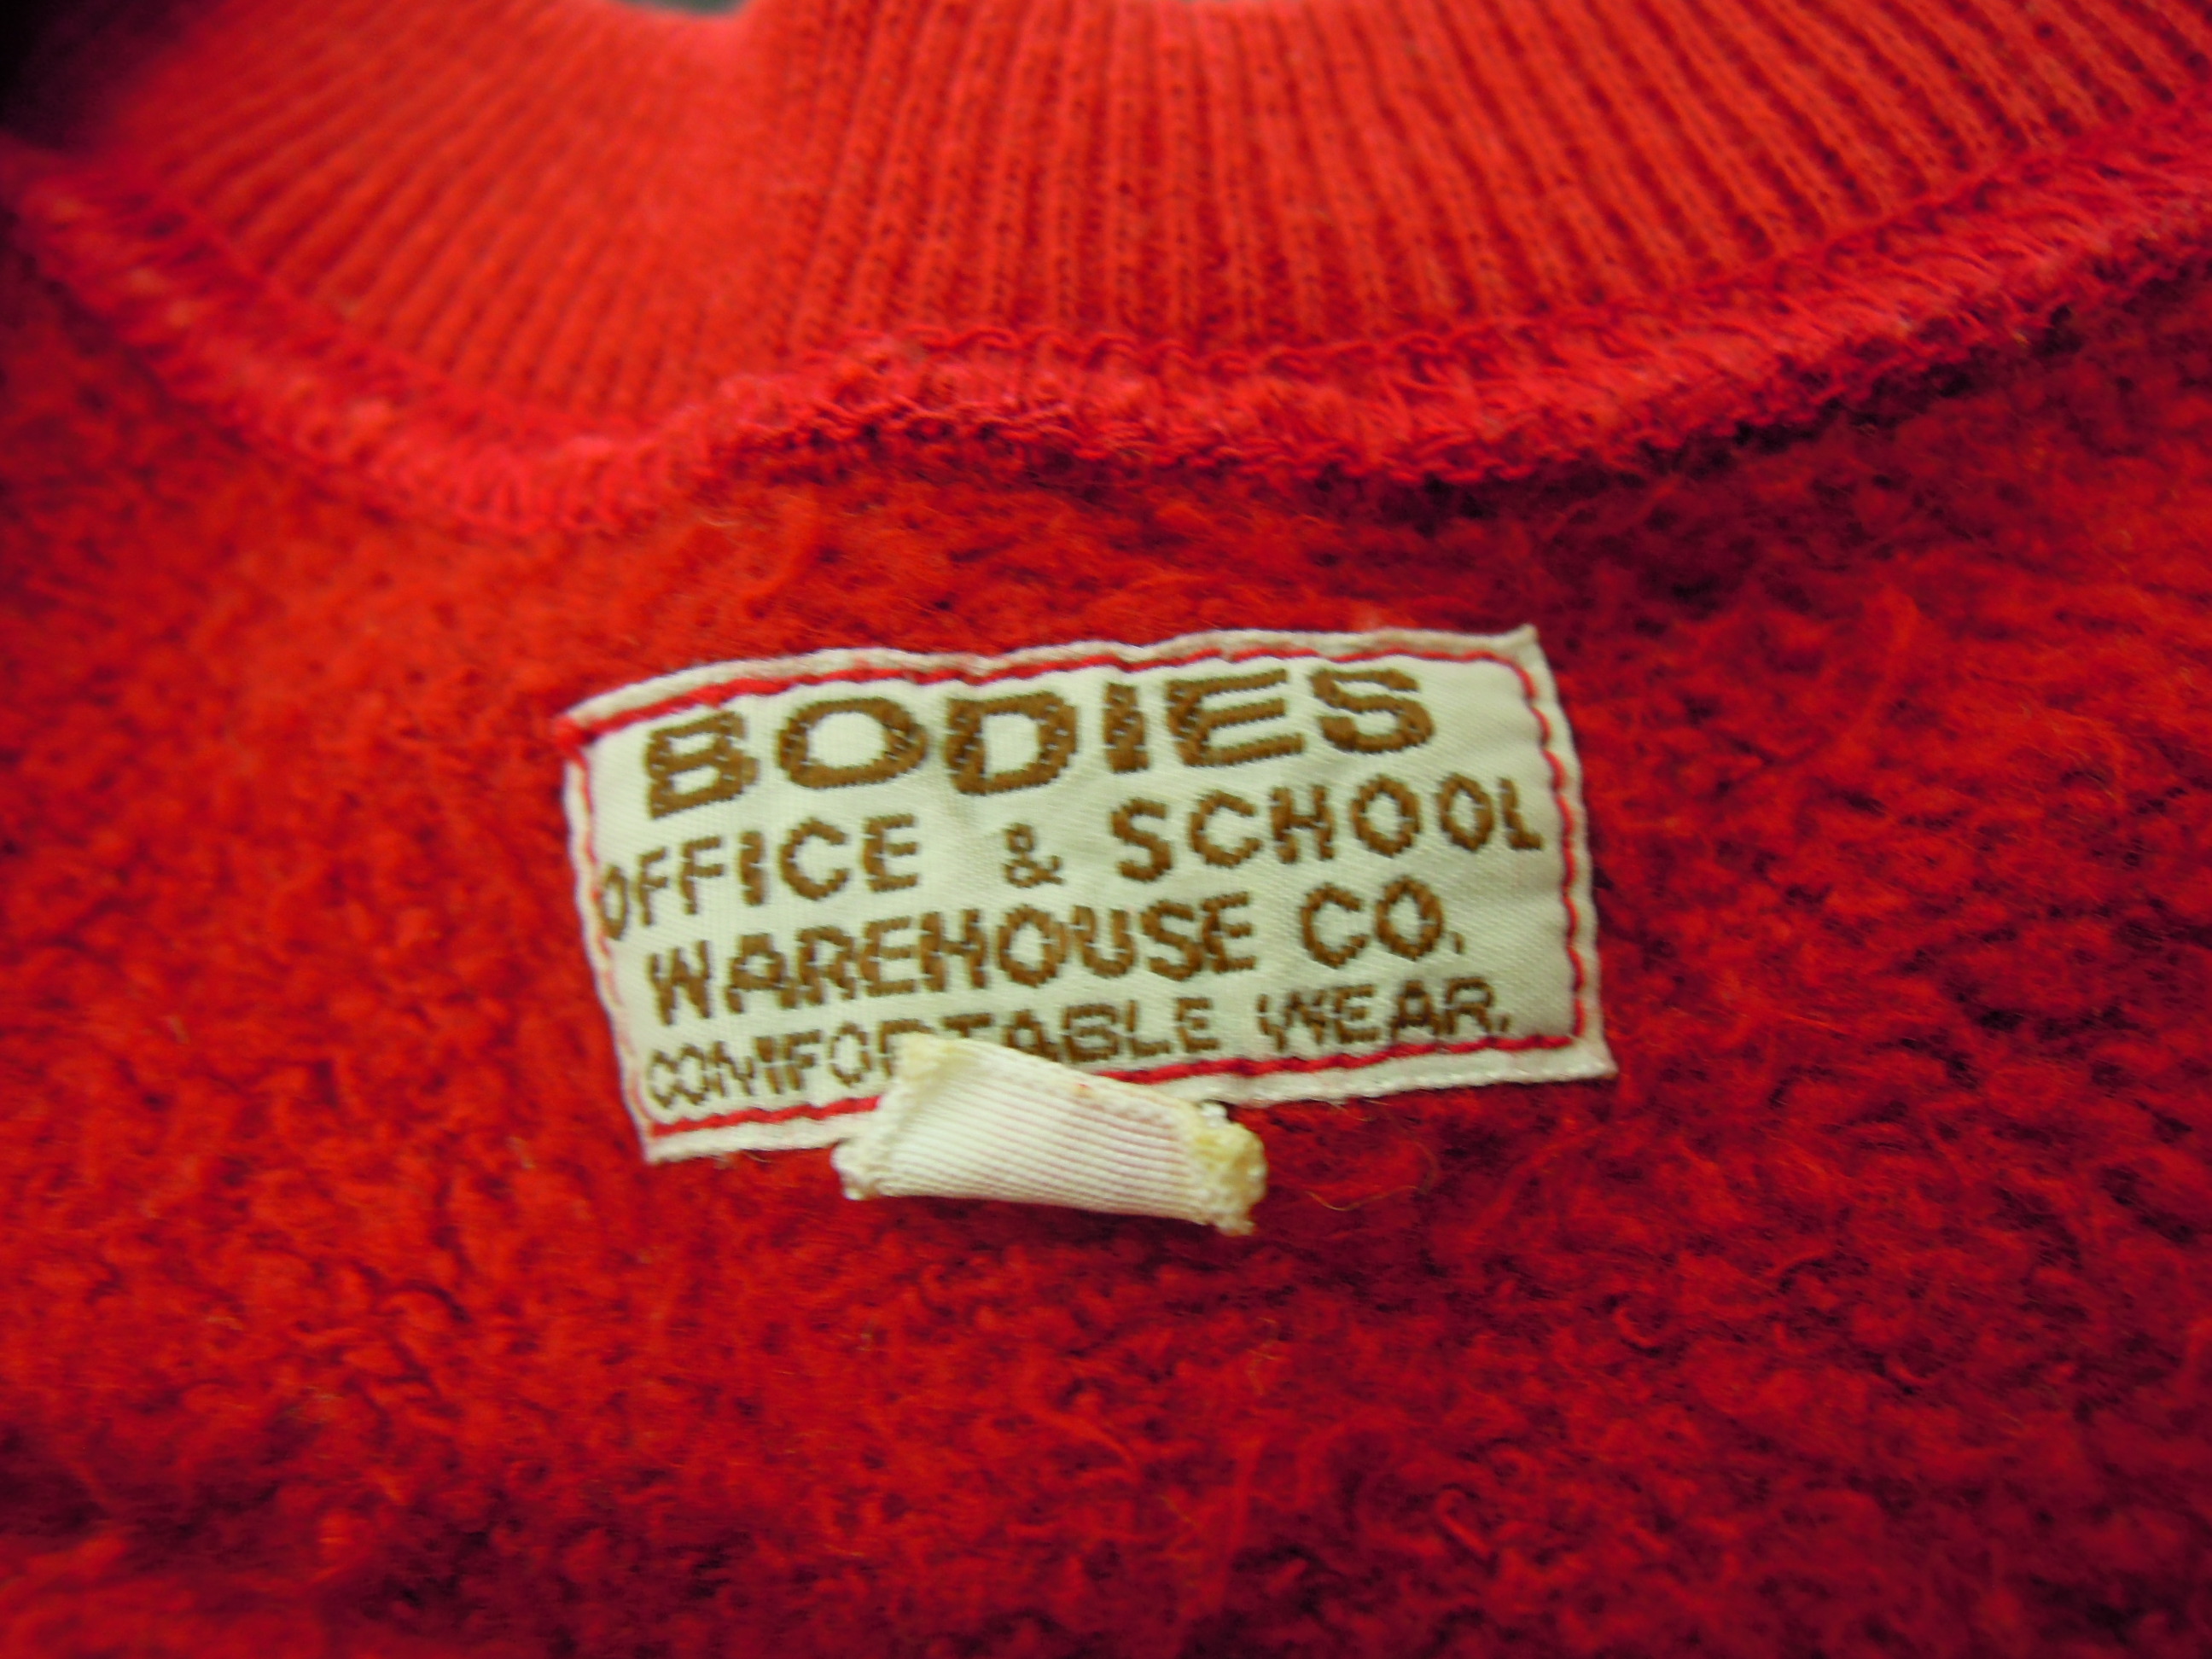 BODIES
OFFICE & SCHOOL
WAREHOUSE CO.
COMFORTABLE WEAR.